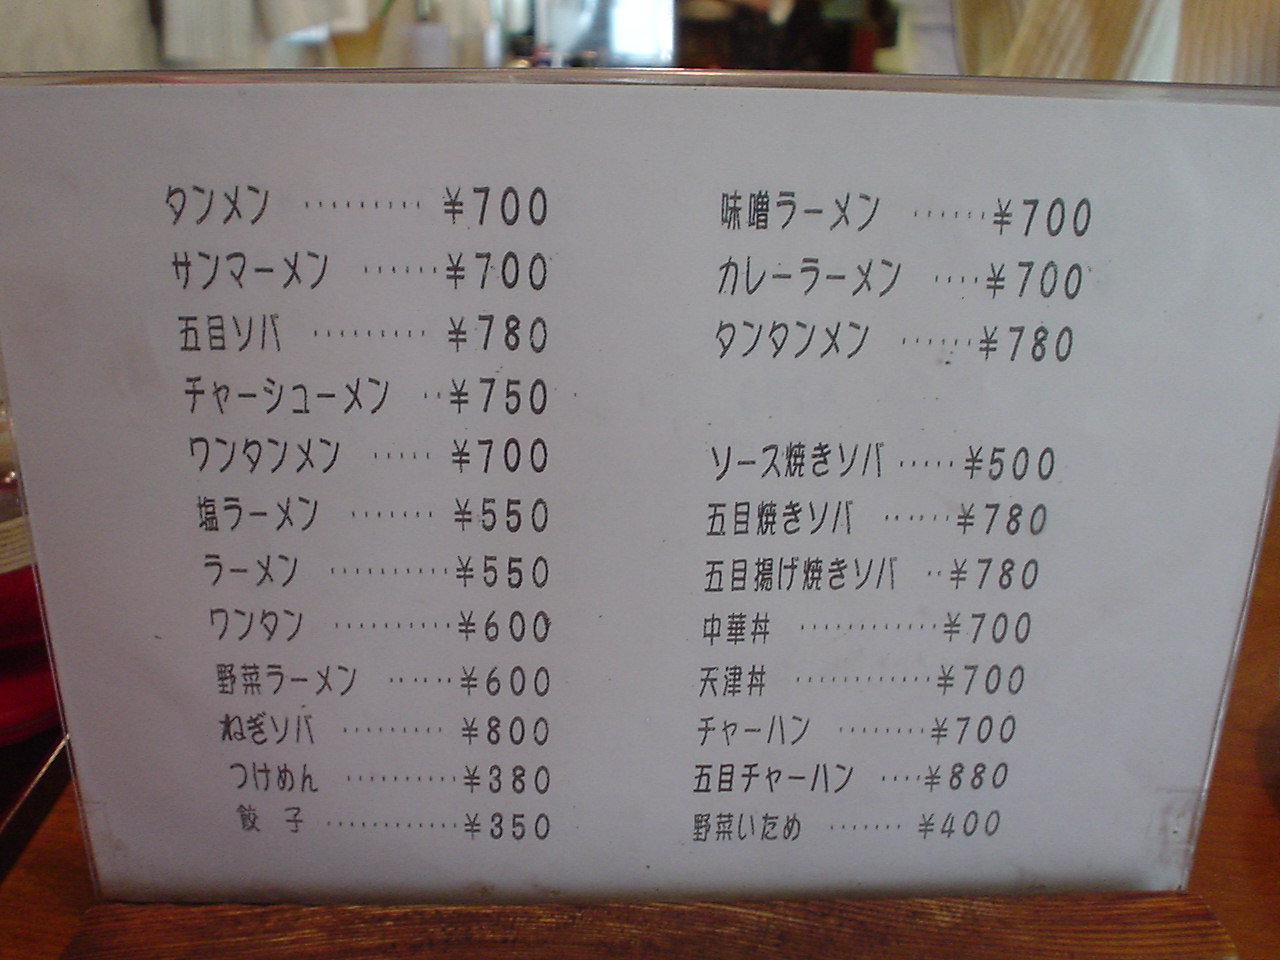 タンメン ········· ¥700
サンマーメン ······¥700
五目ソバ ········· ¥780
チャーシューメン ··¥750
ワンタンメン ····· ¥700
塩ラーメン ······· ¥550
ラーメン ··········¥550
ワンタン ··········¥600
野菜ラーメン ······¥600
ねぎソバ ········· ¥800
つけめん ··········¥380
餃子 ············¥350
味噌ラーメン ······¥700
カレーラーメン ····¥700
タンタンメン ······¥780
ソース焼きソバ ·····¥500
五目焼きソバ ······¥780
五目揚げ焼きソバ ··¥780
中華丼 ············¥700
天津丼 ············¥700
チャーハン ········¥700
五目チャーハン ····¥880
野菜いため ······· ¥400